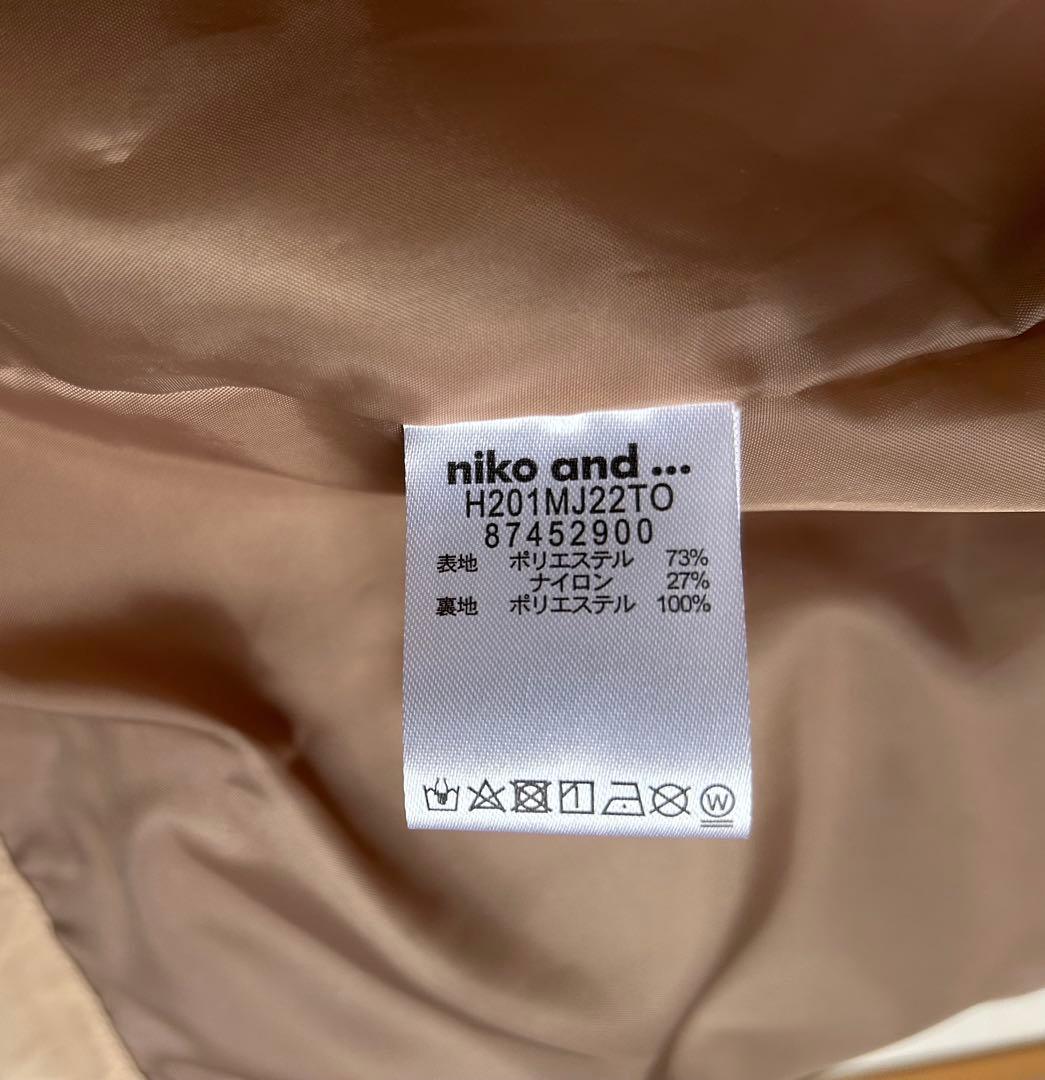 niko and ...
H201MJ22TO
87452900
表地 ポリエステル 73%
ナイロン 27%
裏地 ポリエステル 100%
W